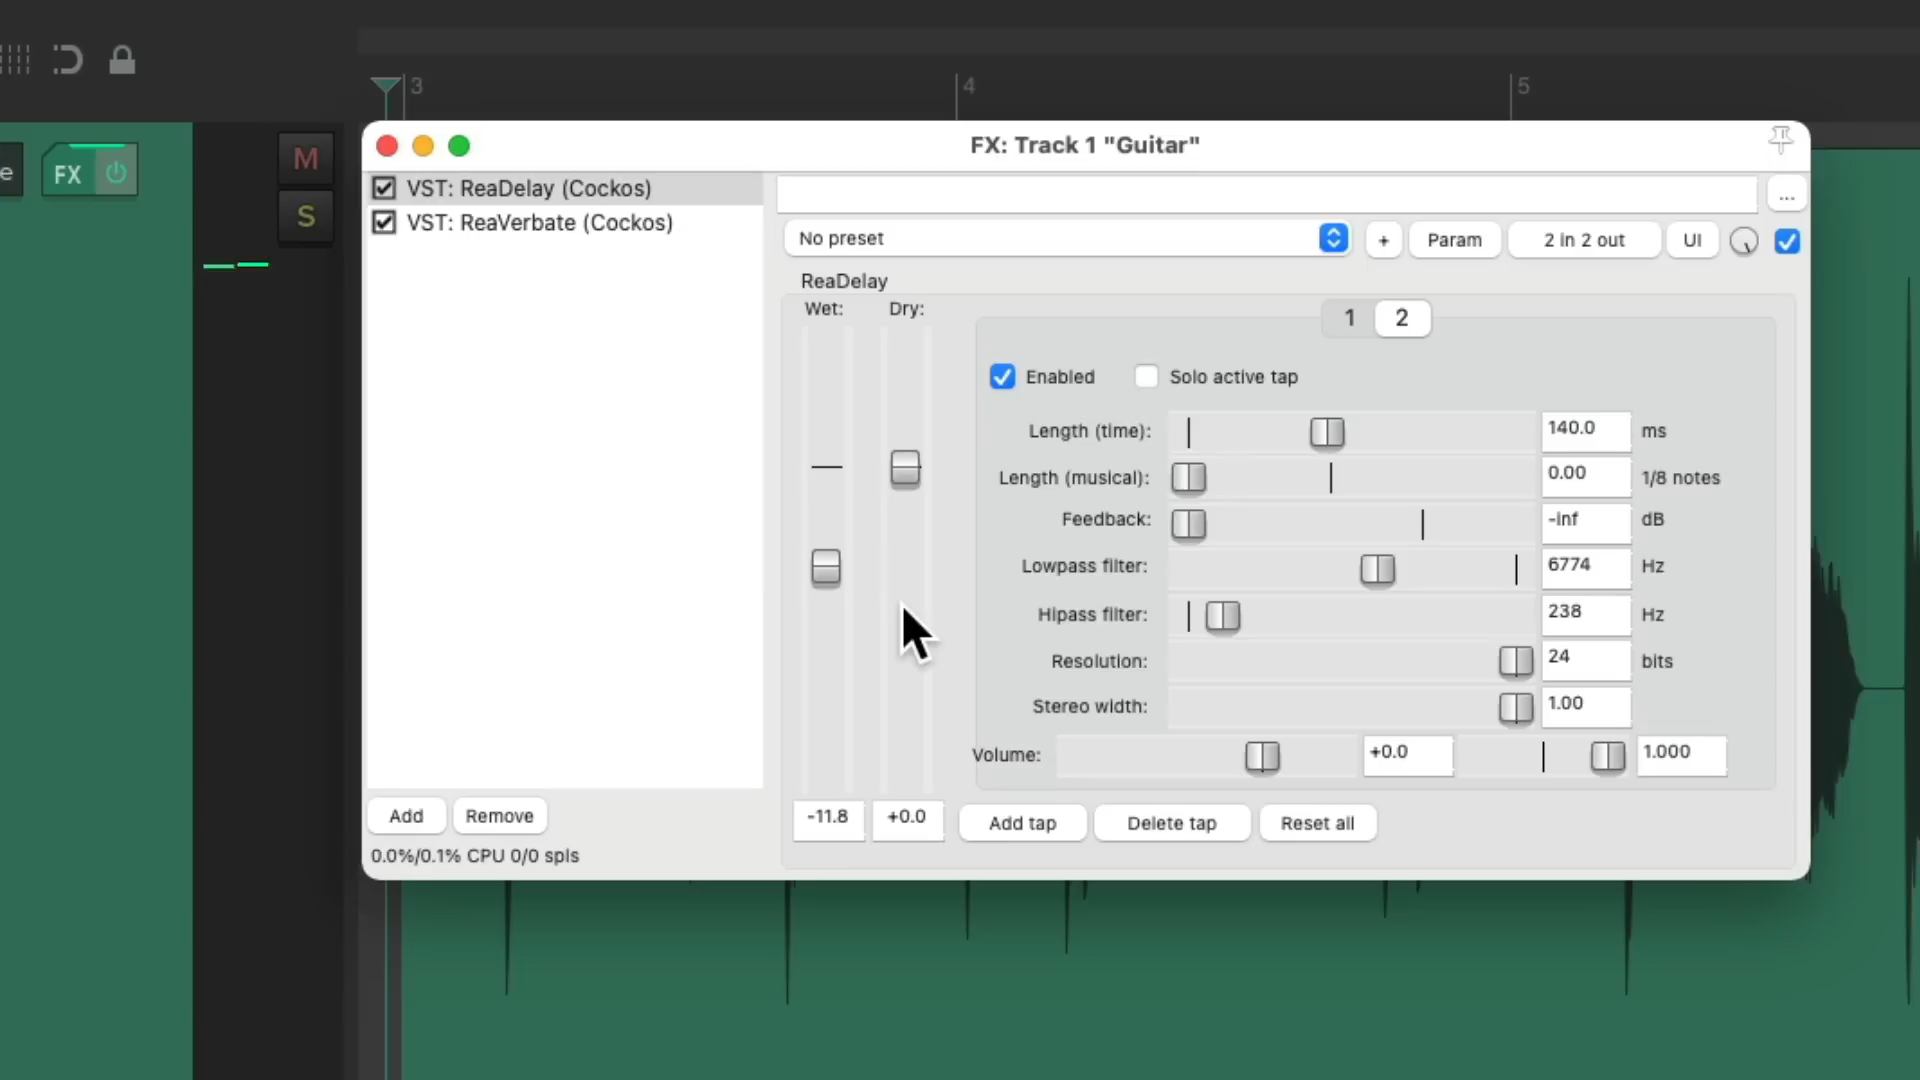 3
4
5
FX: Track 1 "Guitar"
e
FX
M
S
VST: ReaDelay (Cockos)
VST: ReaVerbate (Cockos)
...
No preset
+
Param
2 in 2 out
UI
ReaDelay
Wet:
Dry:
1
2
Enabled
Solo active tap
Length (time):
140.0
ms
Length (musical):
0.00
1/8 notes
Feedback:
-inf
dB
Lowpass filter:
6774
Hz
Hipass filter:
238
Hz
Resolution:
24
bits
Stereo width:
1.00
Volume:
+0.0
1.000
-11.8
+0.0
Add tap
Delete tap
Reset all
Add
Remove
0.0%/0.1% CPU 0/0 spls